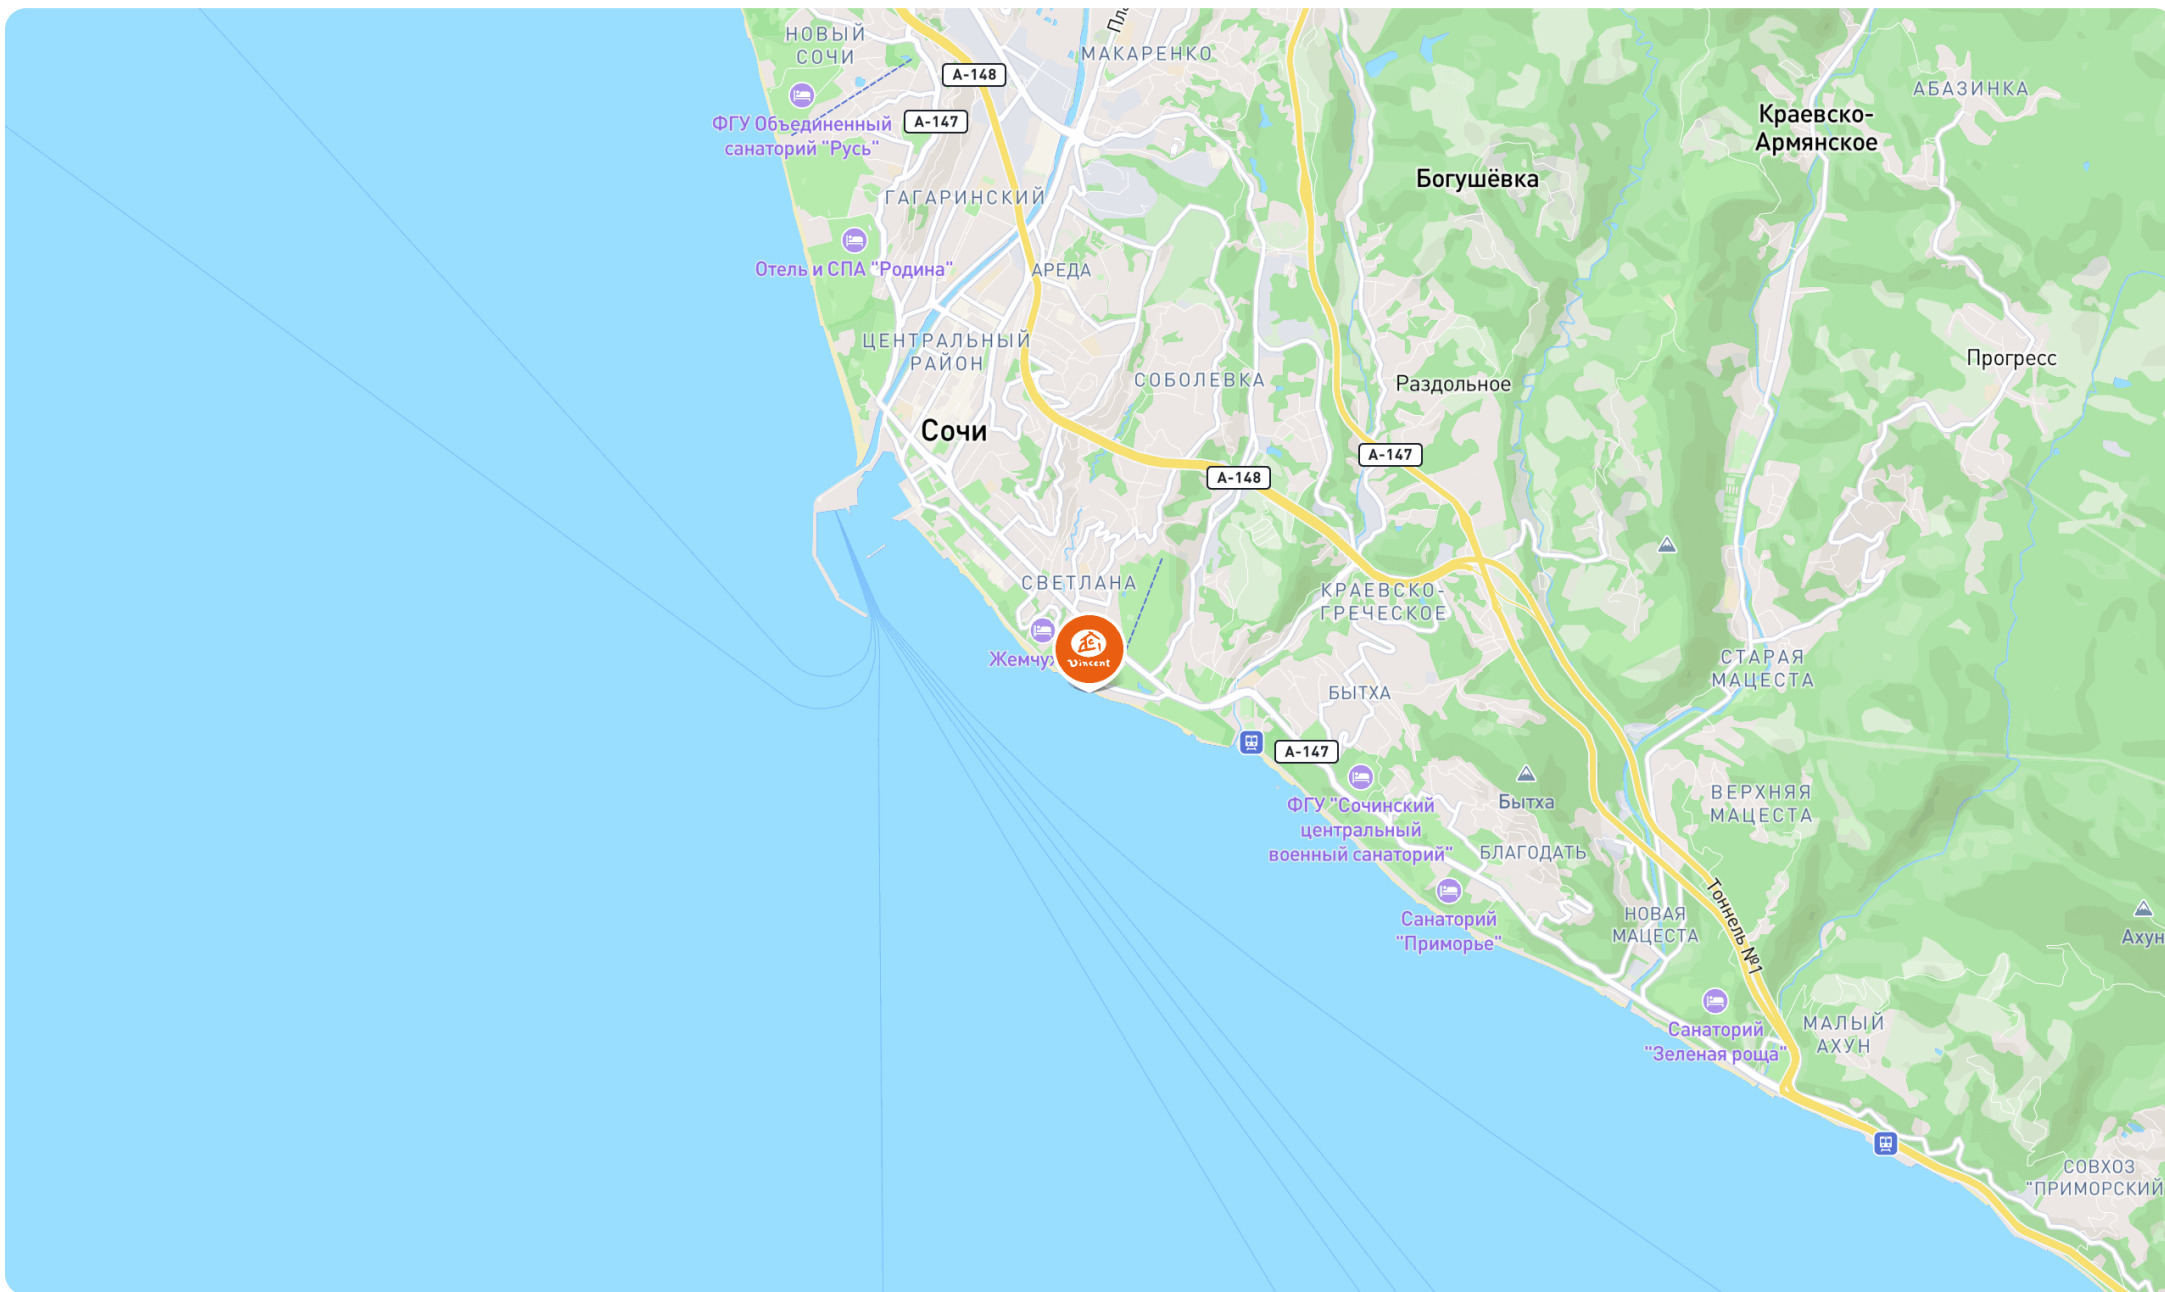 Пла
НОВЫЙ
СОЧИ
МАКАРЕНКО
А-148
АБАЗИНКА
Краевско-
Армянское
А-147
ФГУ Объединенный
санаторий "Русь"
Богушёвка
ГАГАРИНСКИЙ
Отель и СПА "Родина"
АРЕДА
ЦЕНТРАЛЬНЫЙ
РАЙОН
Прогресс
СОБОЛЕВКА
Раздольное
Сочи
А-147
А-148
СВЕТЛАНА
КРАЕВСКО-
ГРЕЧЕСКОЕ
Жемчу
Vincent
СТАРАЯ
МАЦЕСТА
БЫТХА
А-147
ФГУ "Сочинский
центральный
военный санаторий"
Бытха
ВЕРХНЯЯ
МАЦЕСТА
БЛАГОДАТЬ
Тоннель №1
Санаторий
"Приморье"
НОВАЯ
МАЦЕСТА
Ахун
Санаторий
"Зеленая роща"
МАЛЫЙ
АХУН
СОВХОЗ
"ПРИМОРСКИЙ